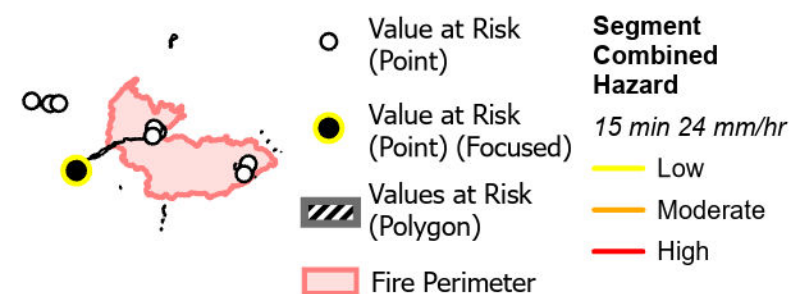 Value at Risk
(Point)
Value at Risk
(Point) (Focused)
Values at Risk
(Polygon)
Fire Perimeter
Segment
Combined
Hazard
15 min 24 mm/hr
Low
Moderate
High